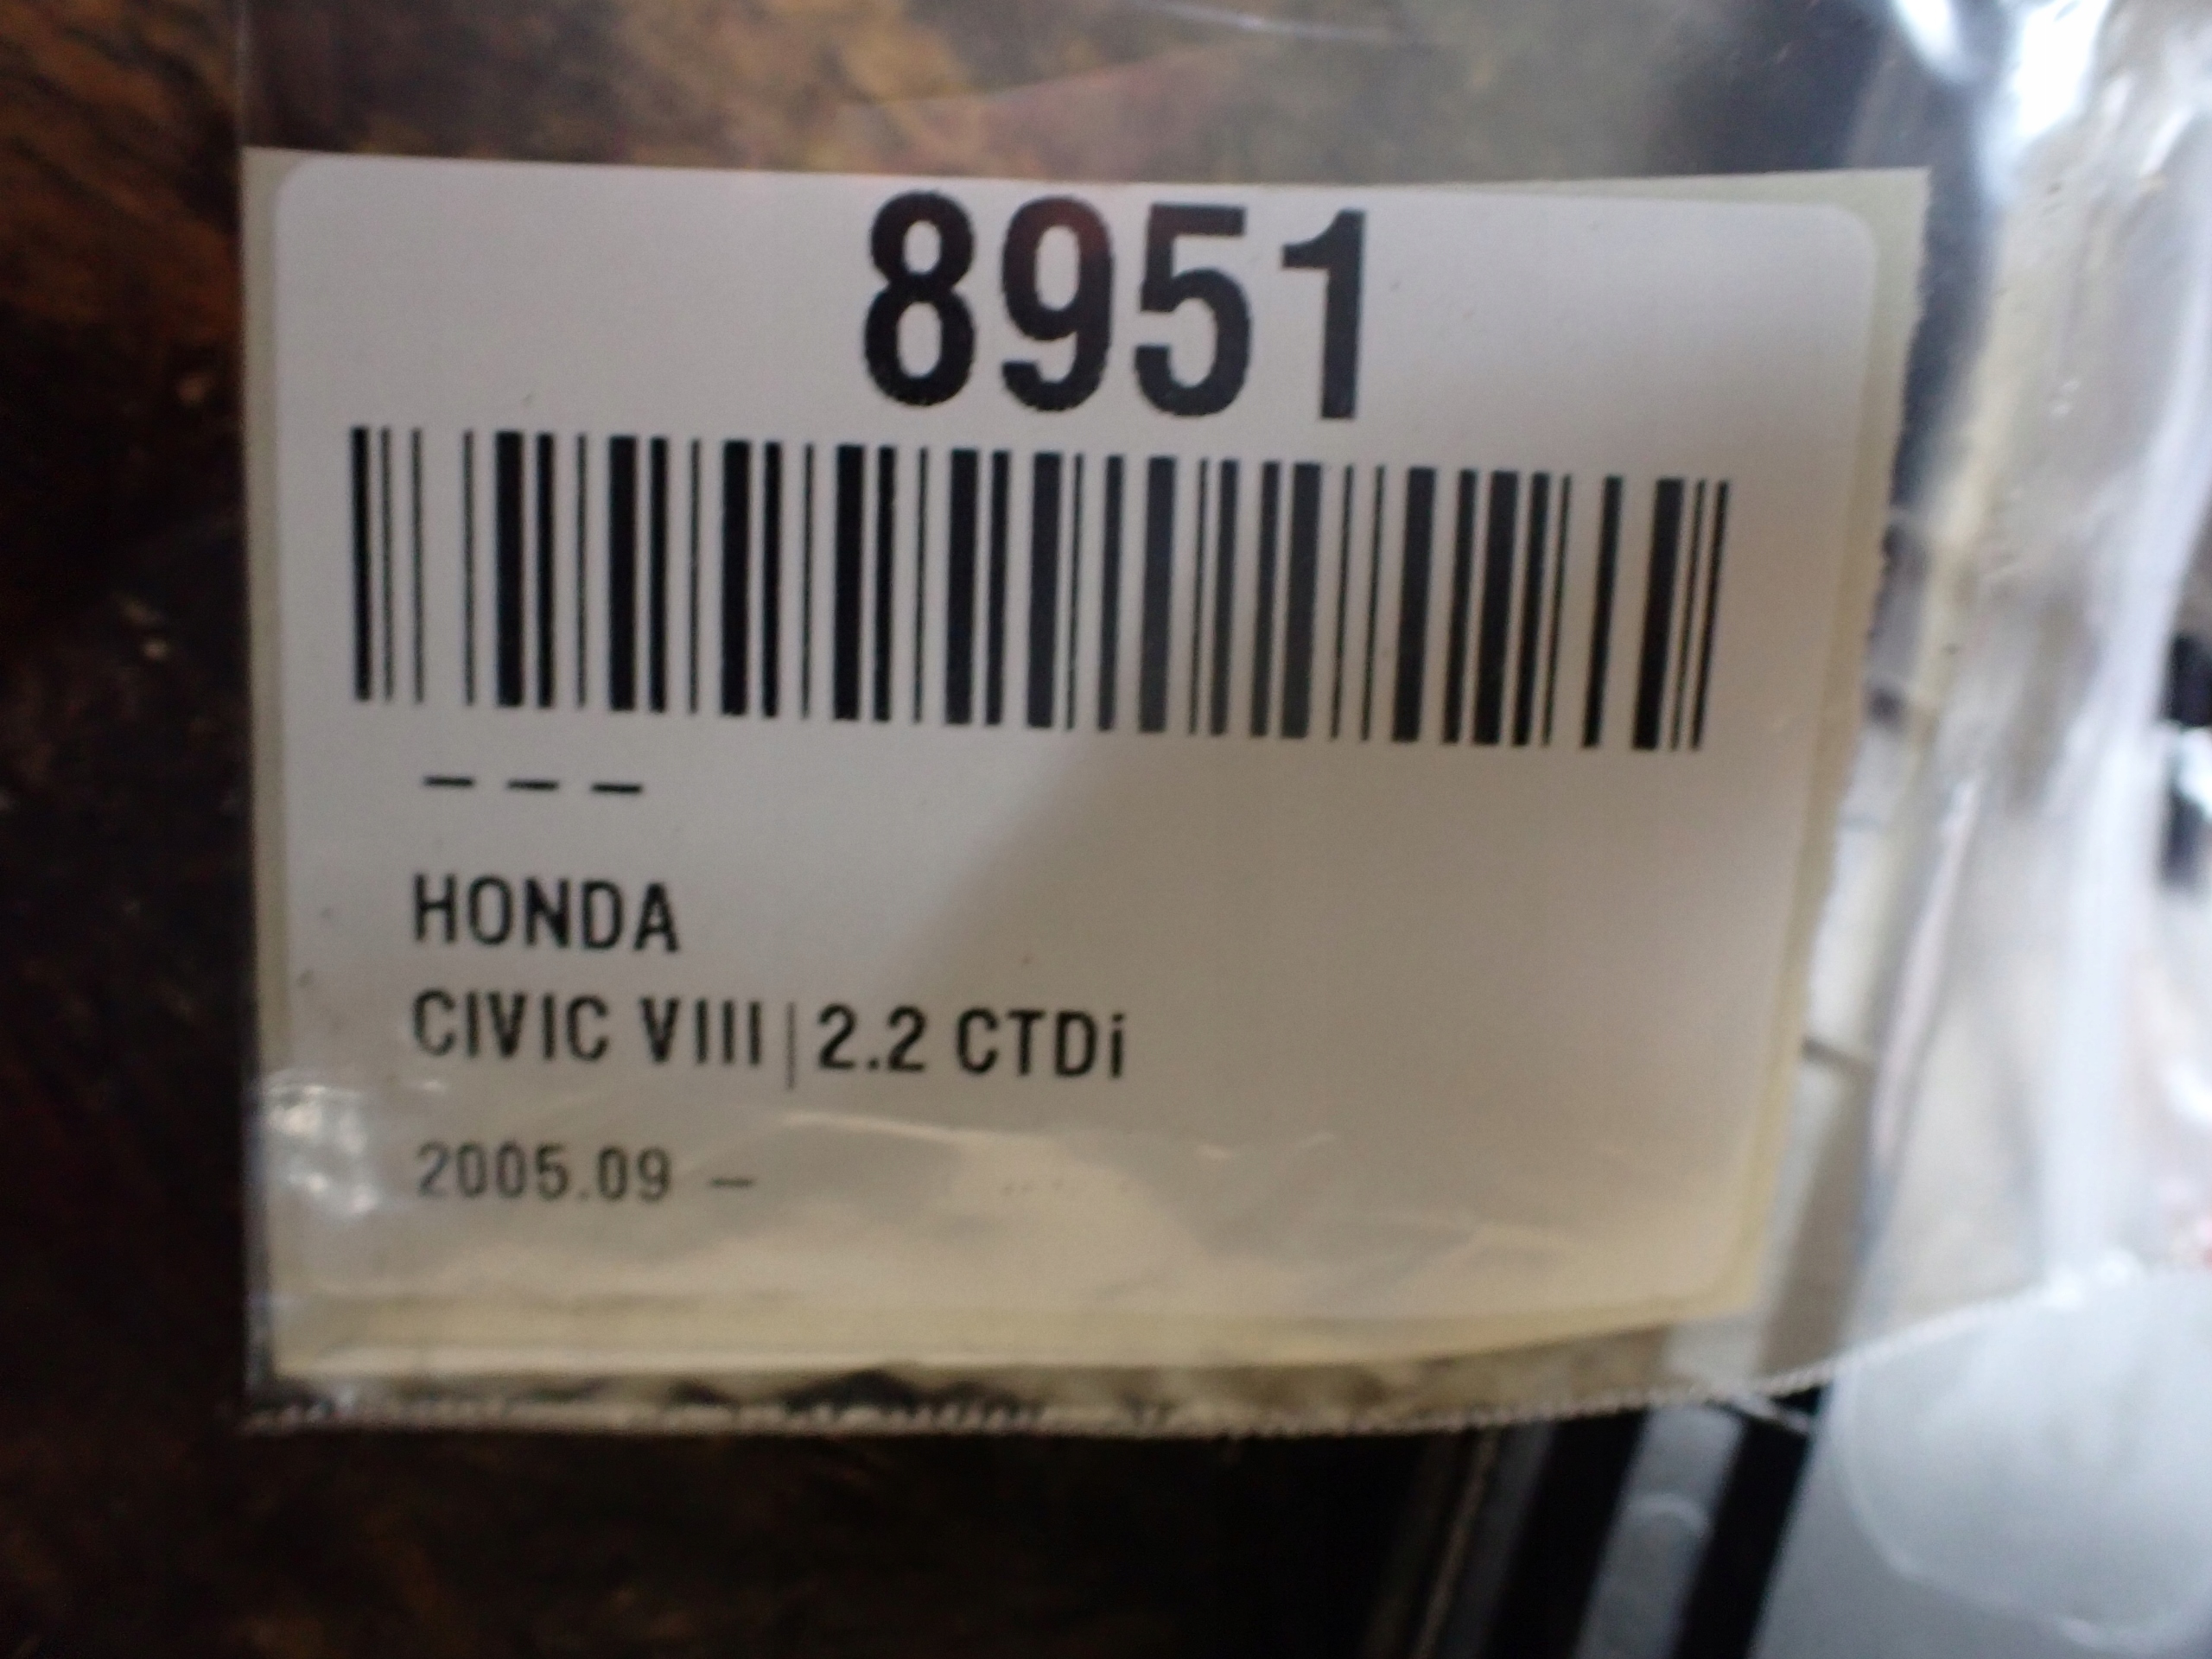 8951
– – –
HONDA
CIVIC VIII | 2.2 CTDi
2005.09 –